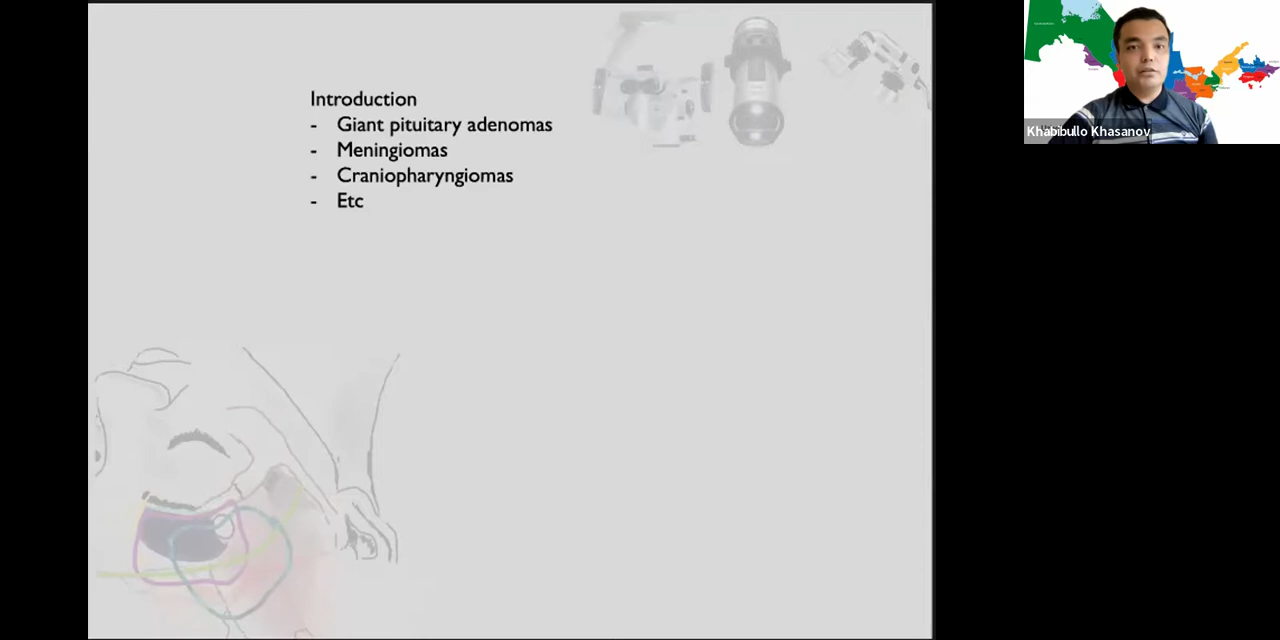 Introduction
- Giant pituitary adenomas
- Meningiomas
- Craniopharyngiomas
- Etc
Khabibullo Khasanov